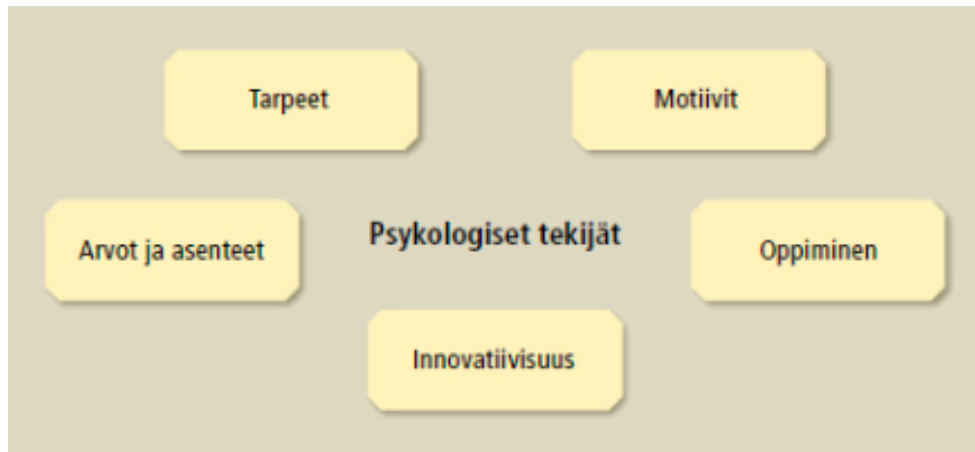 Tarpeet
Motiivit
Arvot ja asenteet
Psykologiset tekijät
Oppiminen
Innovatiivisuus